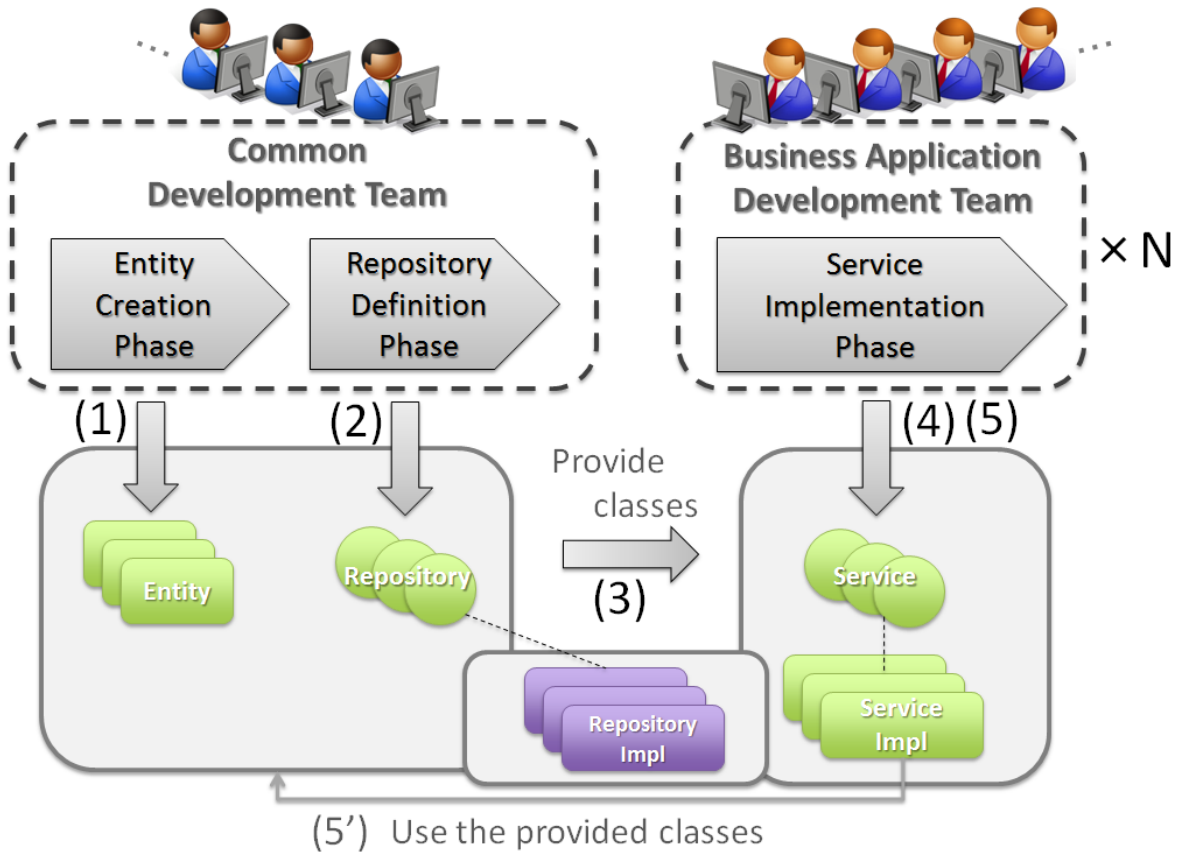 Common
Development Team
Business Application
Development Team
Entity
Creation
Phase
Repository
Definition
Phase
Service
Implementation
Phase
× N
(1)
(2)
(4) (5)
Provide
classes
(3)
Entity
Repository
Service
Repository
Impl
Service
Impl
(5’) Use the provided classes